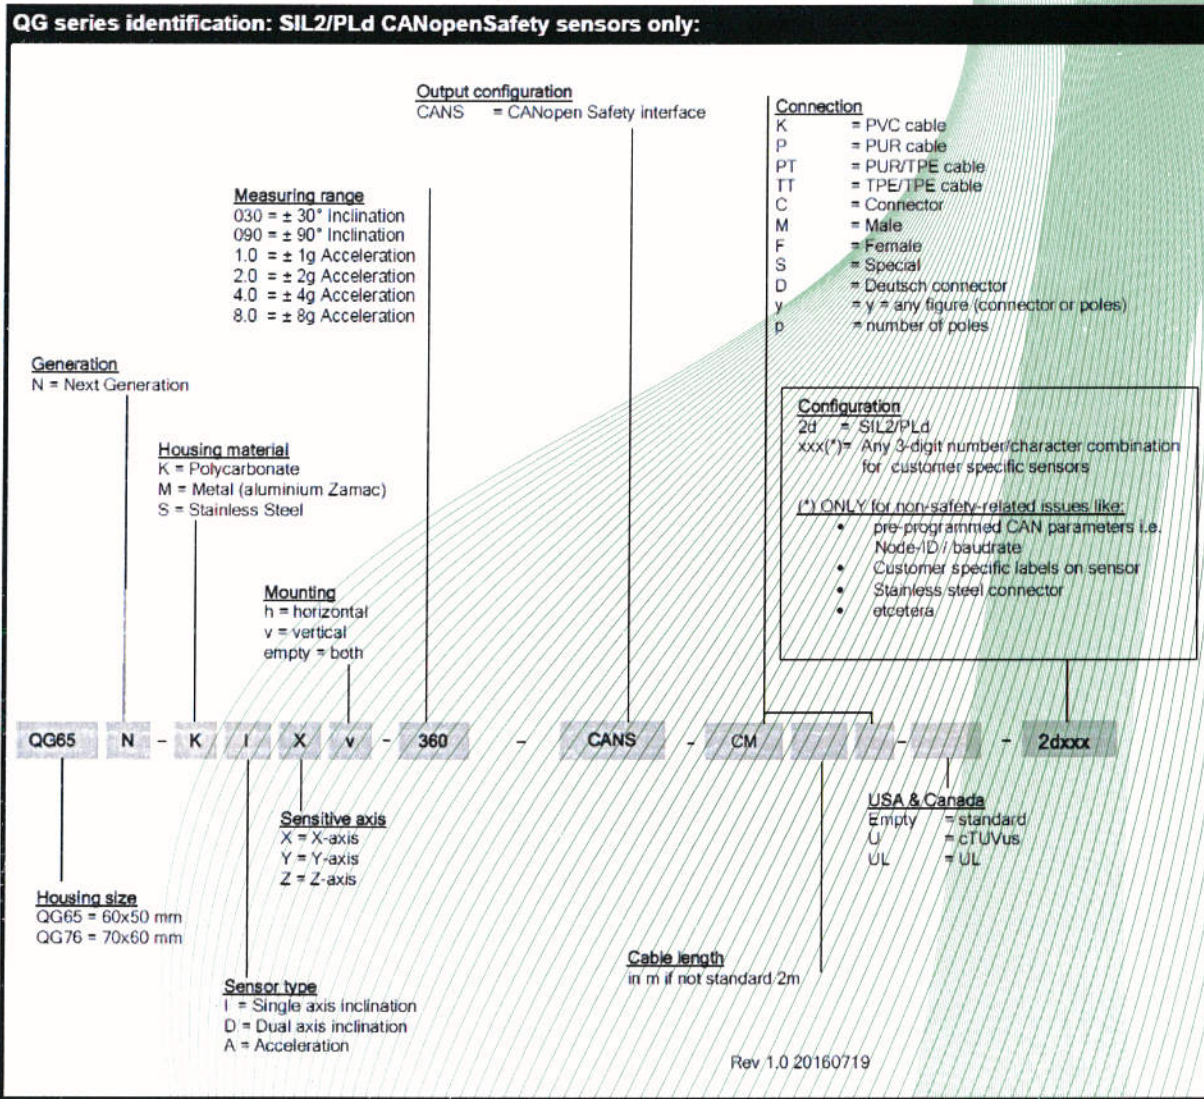 QG series identification: SIL2/PLd CANopenSafety sensors only:
Output configuration
CANS = CANopen Safety interface
Connection
K = PVC cable
P = PUR cable
PT = PUR/TPE cable
TT = TPE/TPE cable
C = Connector
M = Male
F = Female
S = Special
D = Deutsch connector
y = y = any figure (connector or poles)
p = number of poles
Measuring range
030 = ± 30° Inclination
090 = ± 90° Inclination
1.0 = ± 1g Acceleration
2.0 = ± 2g Acceleration
4.0 = ± 4g Acceleration
8.0 = ± 8g Acceleration
Generation
N = Next Generation
Housing material
K = Polycarbonate
M = Metal (aluminium Zamac)
S = Stainless Steel
Configuration
2d = SIL2/PLd
xxx(*)= Any 3-digit number/character combination
for customer specific sensors
(*) ONLY for non-safety-related issues like:
• pre-programmed CAN parameters i.e.
Node-ID / baudrate
• Customer specific labels on sensor
• Stainless steel connector
• etcetera
Mounting
h = horizontal
v = vertical
empty = both
QG65 N - K I X v - 360 - CANS - CM - - 2dxxx
Sensitive axis
X = X-axis
Y = Y-axis
Z = Z-axis
USA & Canada
Empty = standard
U = cTUVus
UL = UL
Housing size
QG65 = 60x50 mm
QG76 = 70x60 mm
Cable length
in m if not standard 2m
Sensor type
I = Single axis inclination
D = Dual axis inclination
A = Acceleration
Rev 1.0 20160719